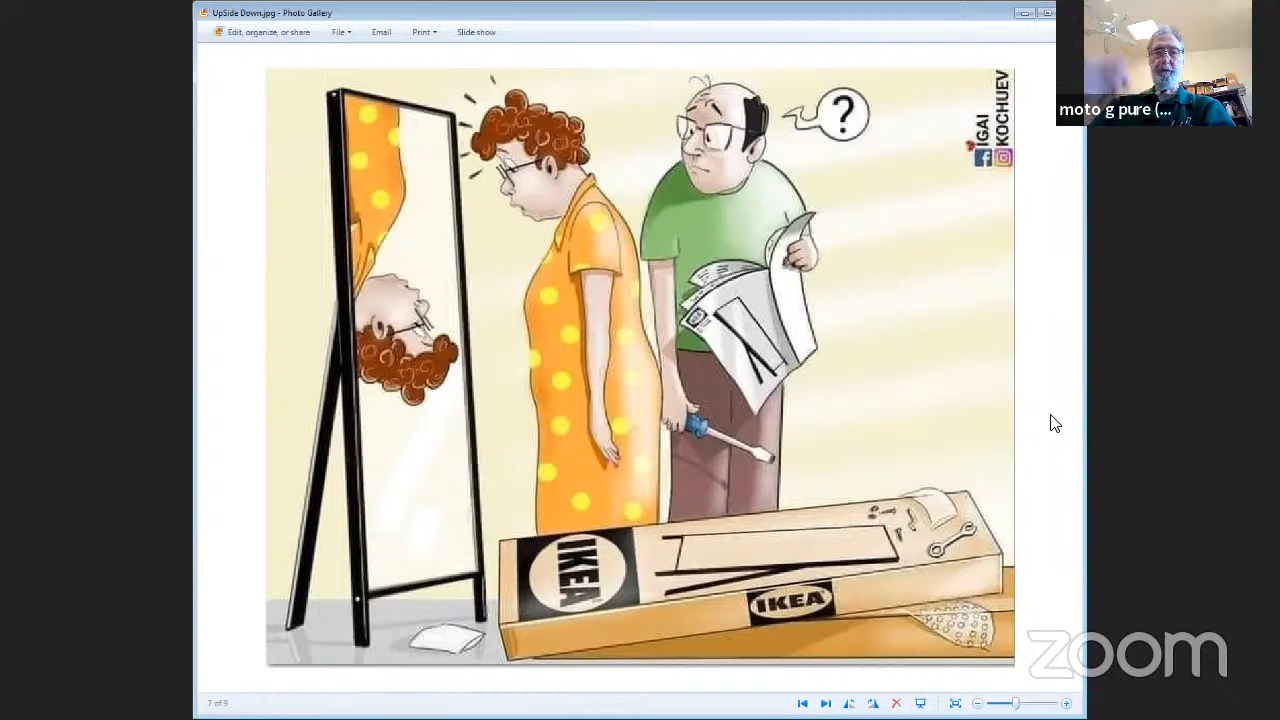 UpSide Down.jpg - Photo Gallery
Edit, organize, or share File Email Print Slide show
?
IGAI
KOCHUEV
IKEA
IKEA
7 of 9
moto g pure (...
zoom